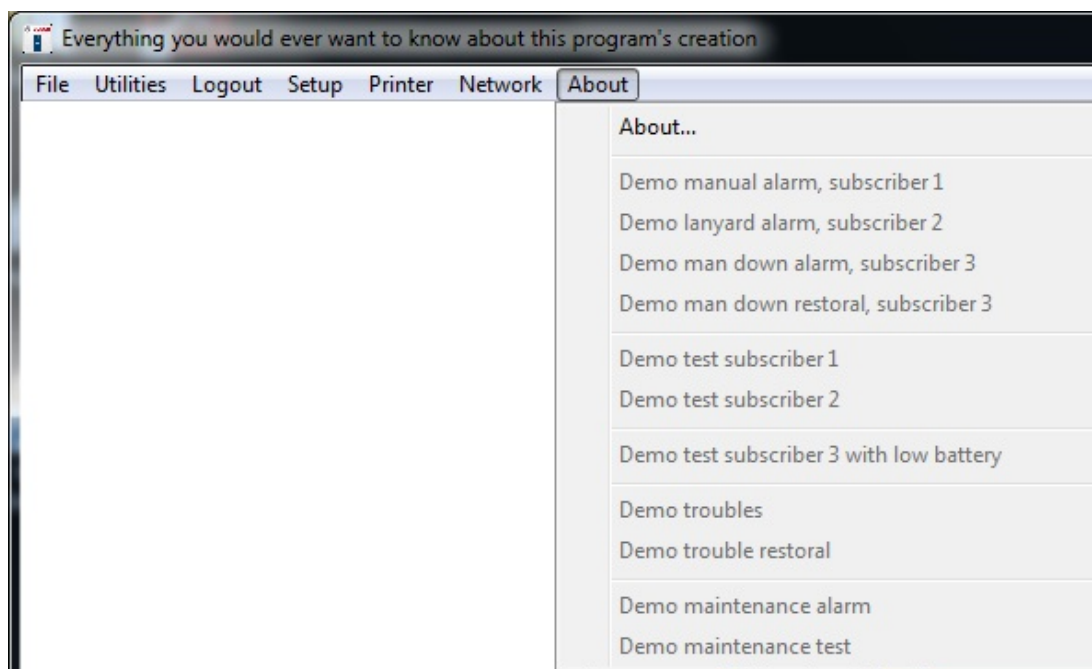 Everything you would ever want to know about this program's creation
File Utilities Logout Setup Printer Network About
About...
Demo manual alarm, subscriber 1
Demo lanyard alarm, subscriber 2
Demo man down alarm, subscriber 3
Demo man down restoral, subscriber 3
Demo test subscriber 1
Demo test subscriber 2
Demo test subscriber 3 with low battery
Demo troubles
Demo trouble restoral
Demo maintenance alarm
Demo maintenance test